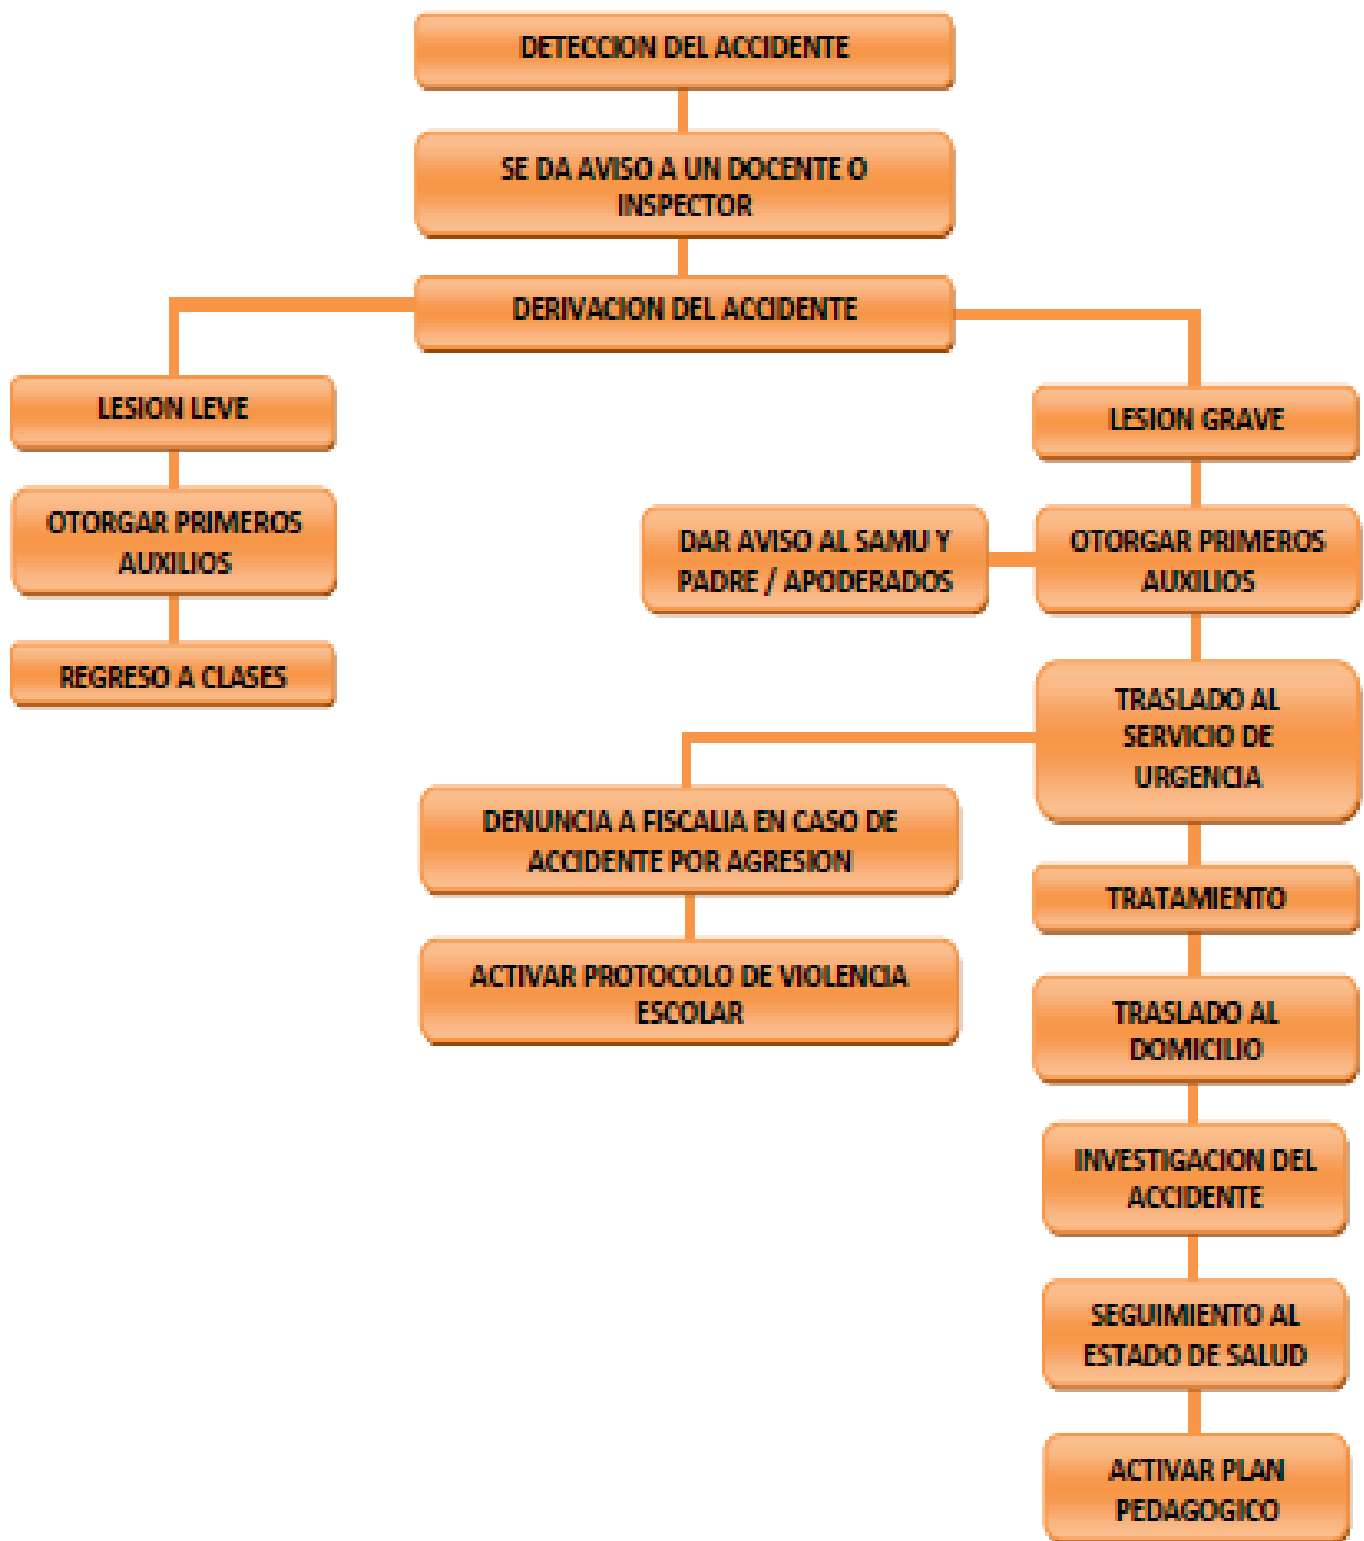 DETECCION DEL ACCIDENTE
SE DA AVISO A UN DOCENTE O
INSPECTOR
DERIVACION DEL ACCIDENTE
LESION LEVE
OTORGAR PRIMEROS
AUXILIOS
REGRESO A CLASES
LESION GRAVE
DAR AVISO AL SAMU Y
PADRE / APODERADOS
OTORGAR PRIMEROS
AUXILIOS
TRASLADO AL
SERVICIO DE
URGENCIA
DENUNCIA A FISCALIA EN CASO DE
ACCIDENTE POR AGRESION
ACTIVAR PROTOCOLO DE VIOLENCIA
ESCOLAR
TRATAMIENTO
TRASLADO AL
DOMICILIO
INVESTIGACION DEL
ACCIDENTE
SEGUIMIENTO AL
ESTADO DE SALUD
ACTIVAR PLAN
PEDAGOGICO